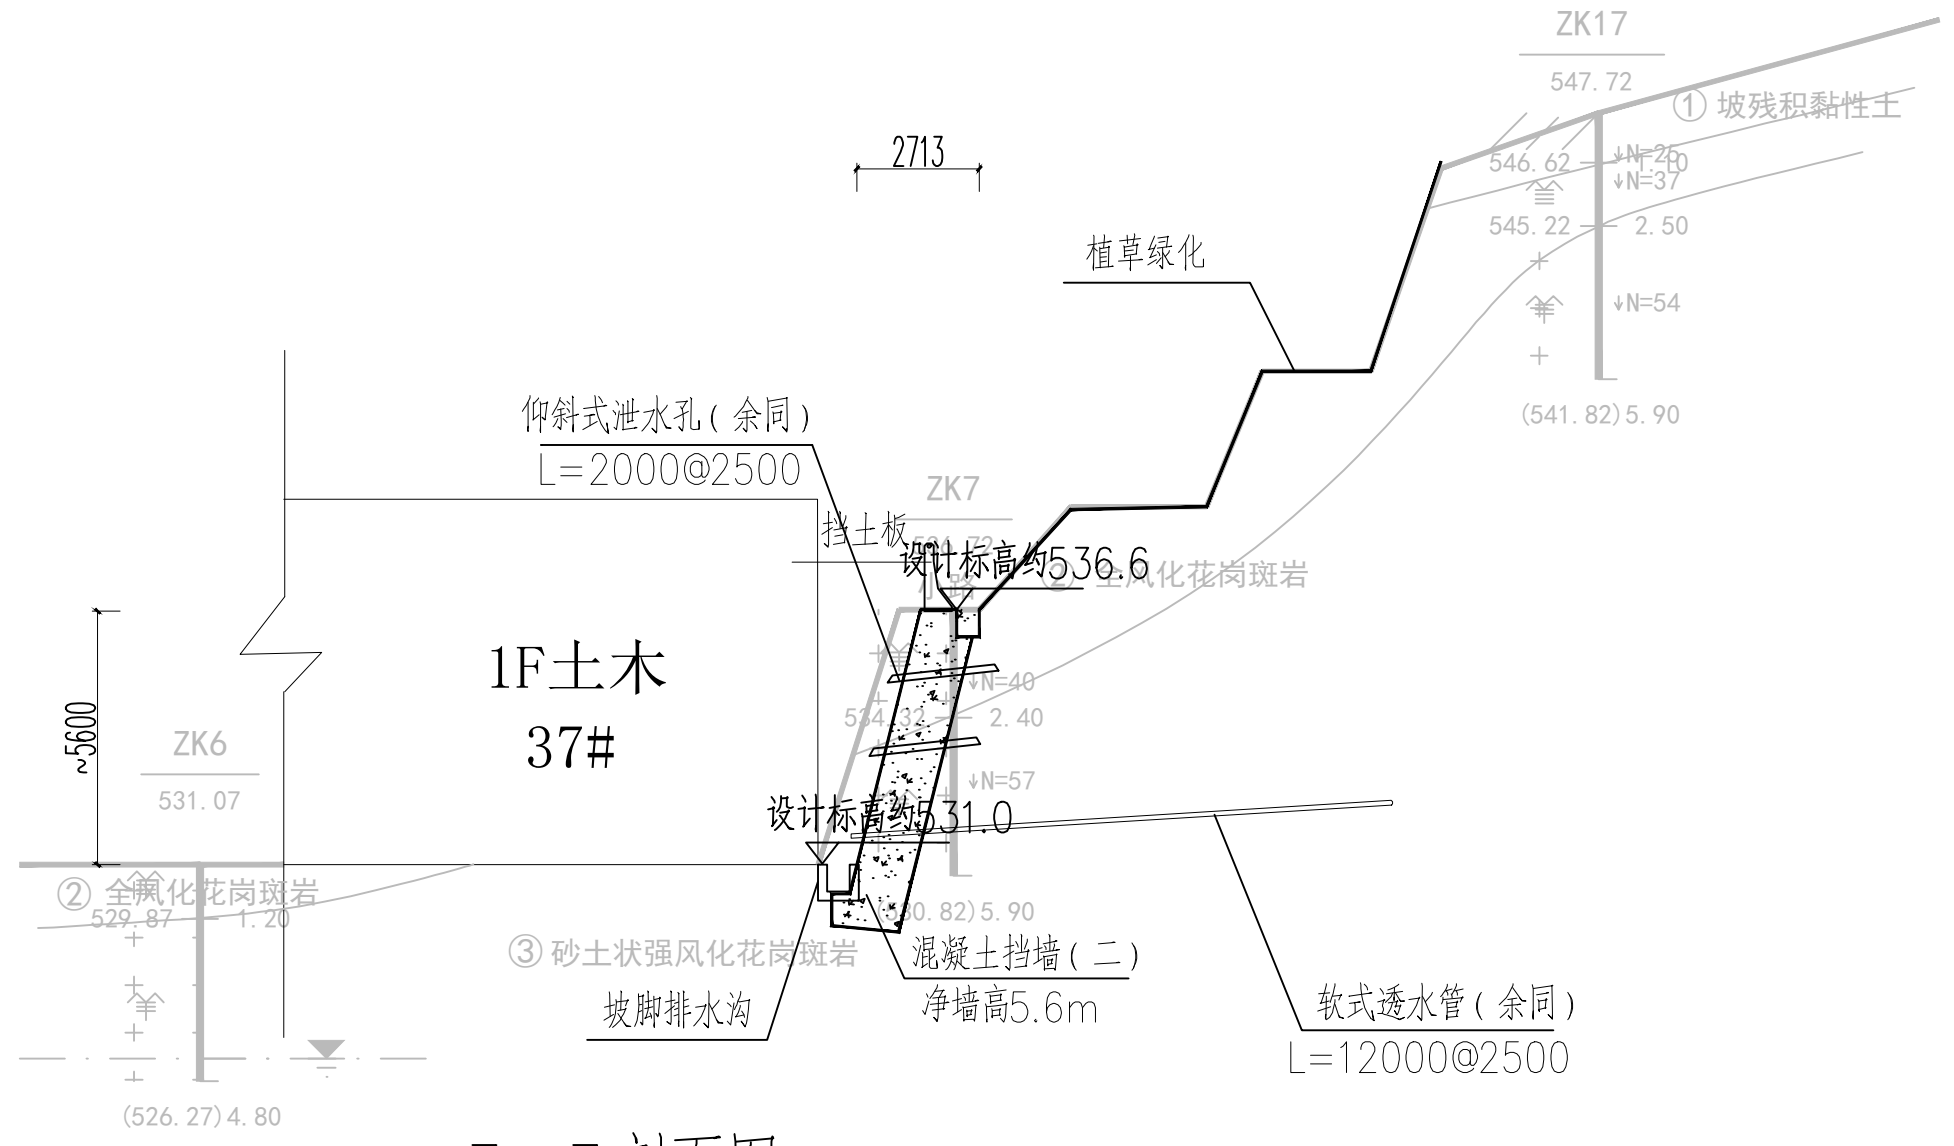 ZK17
547.72
① 坡残积黏性土
2713
546.62
N=25
1.10
N=37
545.22
2.50
植草绿化
N=54
(541.82)5.90
仰斜式泄水孔(余同)
L=2000@2500
ZK7
挡土板
536.72
设计标高约536.6
② 全风化花岗斑岩
小路
1F土木
37#
N=40
534.32
2.40
~5600
ZK6
531.07
N=57
设计标高约531.0
② 全风化花岗斑岩
529.87
1.20
(530.82)5.90
③ 砂土状强风化花岗斑岩
混凝土挡墙(二)
净墙高5.6m
坡脚排水沟
软式透水管(余同)
L=12000@2500
(526.27)4.80